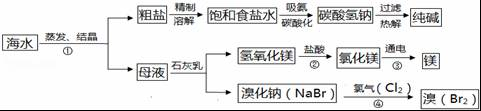 精制 吸氨 过滤
粗盐 饱和食盐水 碳酸氢钠 纯碱
溶解 碳酸化 热解
海水 蒸发、结晶
①
石灰乳 氢氧化镁 盐酸 氯化镁 通电 镁
② ③
母液
溴化钠（NaBr） 氯气（Cl₂） 溴（Br₂）
④